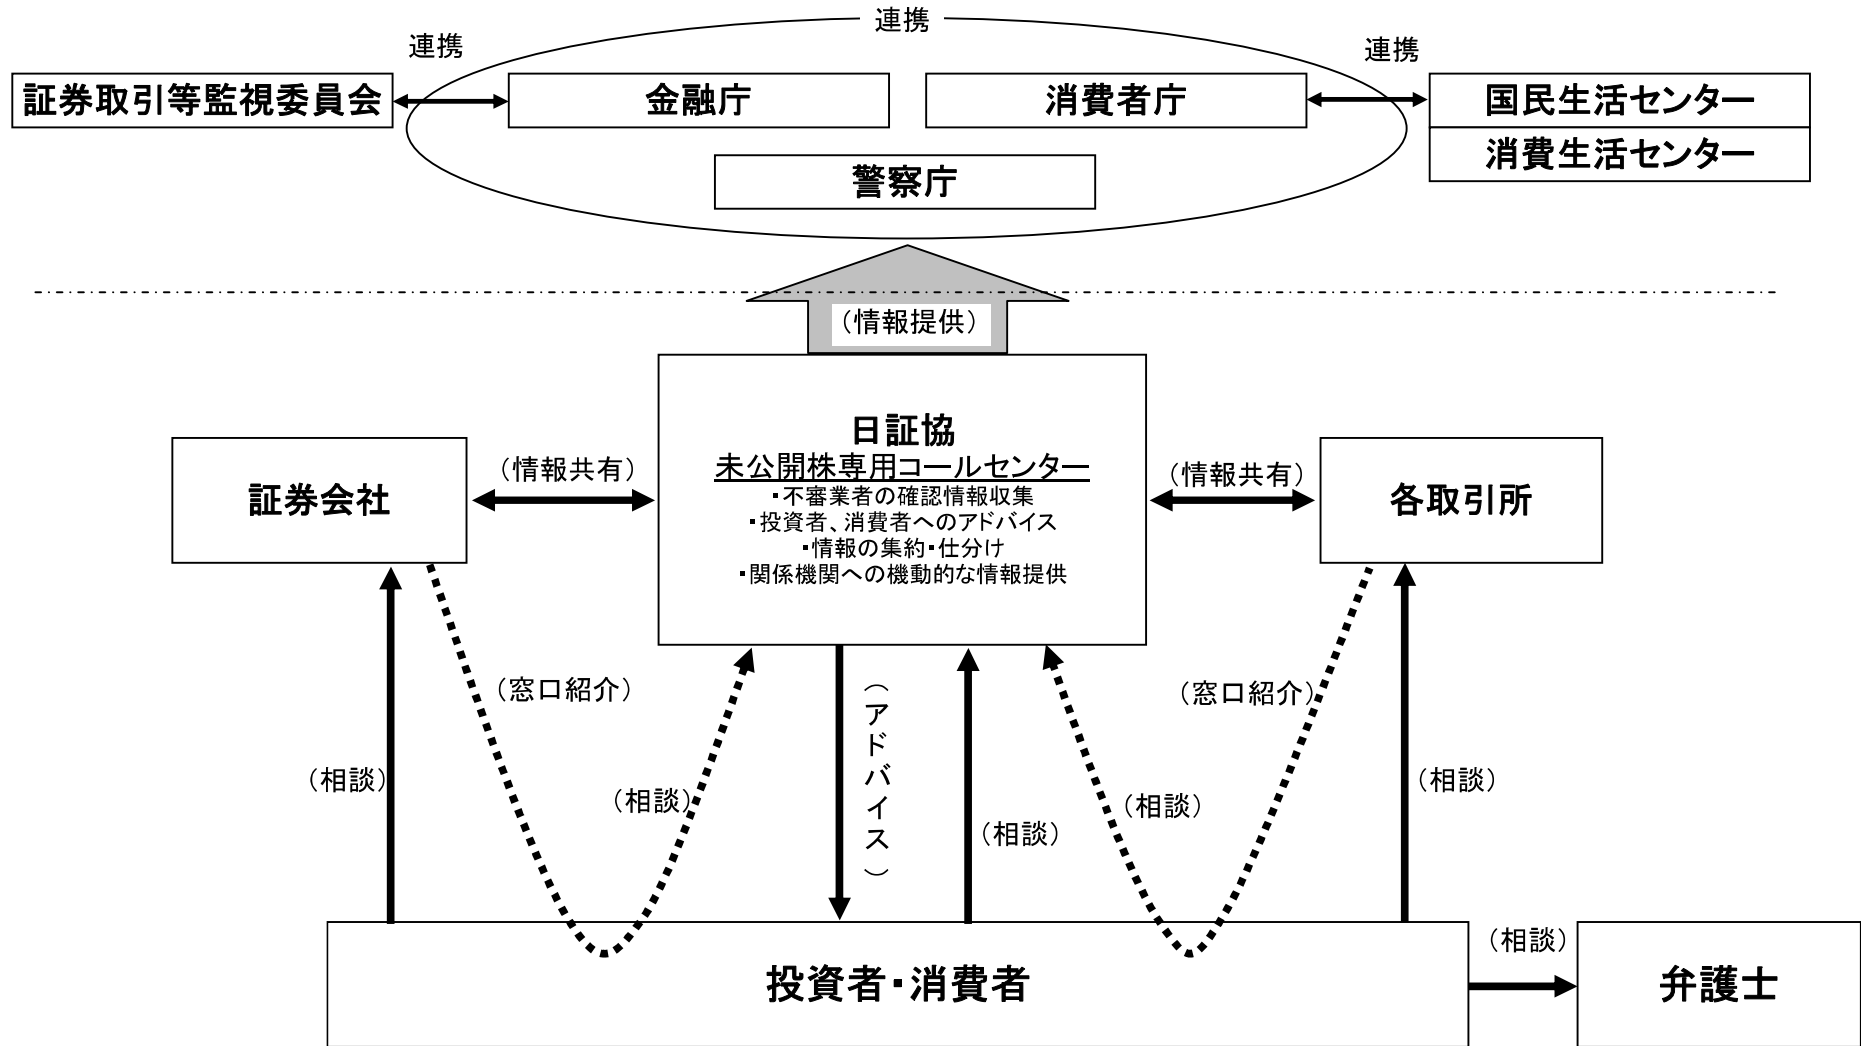 連携
連携
連携
証券取引等監視委員会
金融庁
消費者庁
国民生活センター
消費生活センター
警察庁
（情報提供）
日証協
未公開株専用コールセンター
・不審業者の確認情報収集
・投資者、消費者へのアドバイス
・情報の集約・仕分け
・関係機関への機動的な情報提供
証券会社
（情報共有）
（情報共有）
各取引所
（窓口紹介）
（アドバイス）
（窓口紹介）
（相談）
（相談）
（相談）
（相談）
（相談）
投資者・消費者
（相談）
弁護士